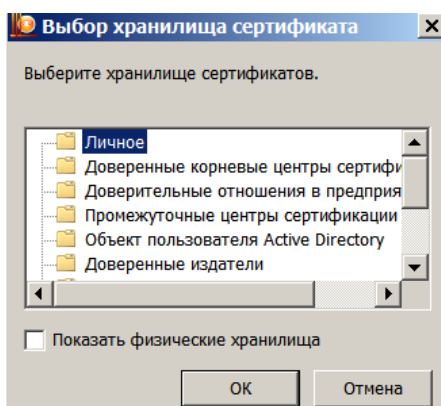 Выбор хранилища сертификата
Выберите хранилище сертификатов.
Личное
Доверенные корневые центры сертифи
Доверительные отношения в предприя
Промежуточные центры сертификации
Объект пользователя Active Directory
Доверенные издатели
Показать физические хранилища
ОК
Отмена